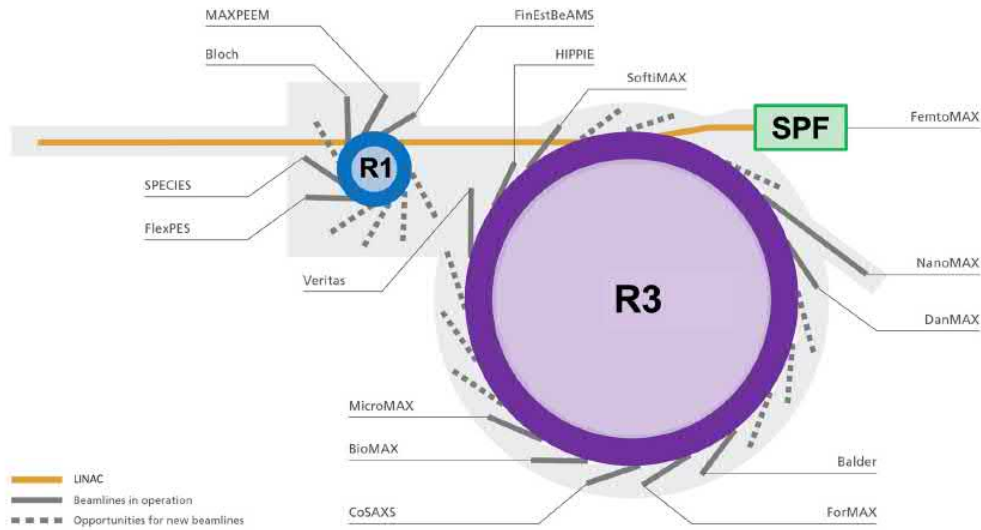 MAXPEEM
FinEstBeAMS
Bloch
HIPPIE
SoftiMAX
SPF
FemtoMAX
R1
SPECIES
FlexPES
Veritas
NanoMAX
R3
DanMAX
MicroMAX
BioMAX
Balder
LINAC
Beamlines in operation
CoSAXS
ForMAX
Opportunities for new beamlines